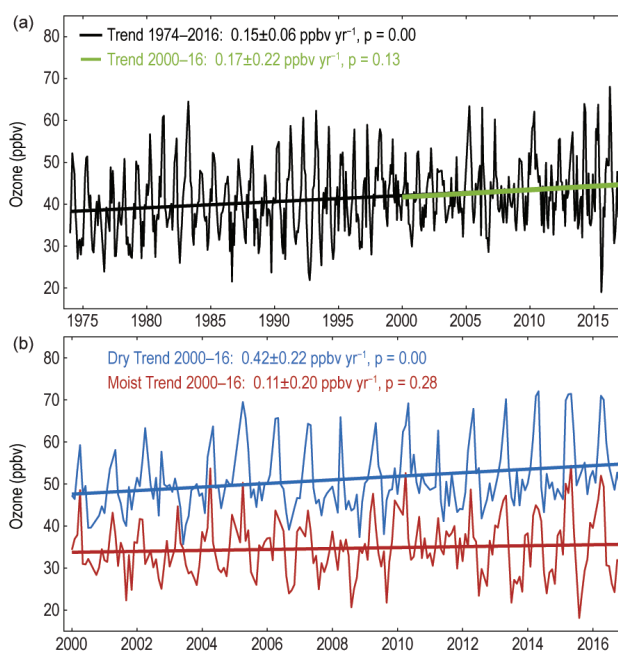 (a)
Trend 1974–2016: 0.15±0.06 ppbv yr⁻¹, p = 0.00
Trend 2000–16: 0.17±0.22 ppbv yr⁻¹, p = 0.13
80
70
60
50
40
30
20
Ozone (ppbv)
1975 1980 1985 1990 1995 2000 2005 2010 2015
(b)
Dry Trend 2000–16: 0.42±0.22 ppbv yr⁻¹, p = 0.00
Moist Trend 2000–16: 0.11±0.20 ppbv yr⁻¹, p = 0.28
80
70
60
50
40
30
20
Ozone (ppbv)
2000 2002 2004 2006 2008 2010 2012 2014 2016